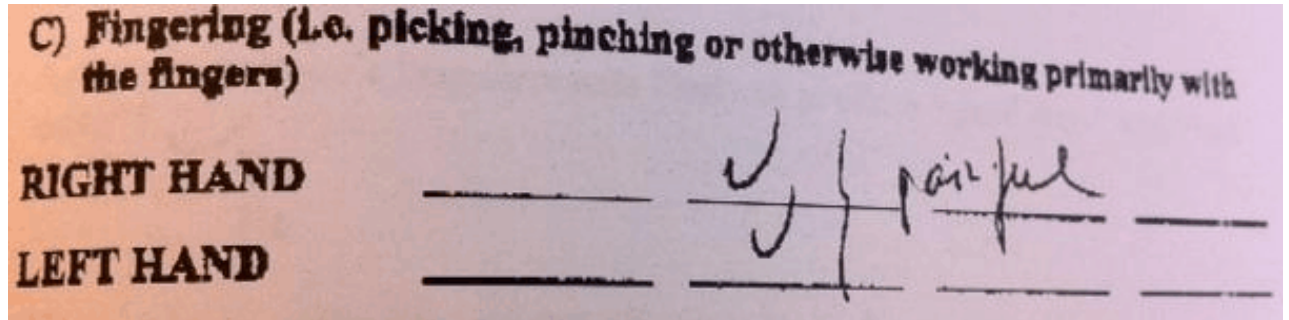 C) Fingering (i.e. picking, pinching or otherwise working primarily with
the fingers)
RIGHT HAND painful
LEFT HAND